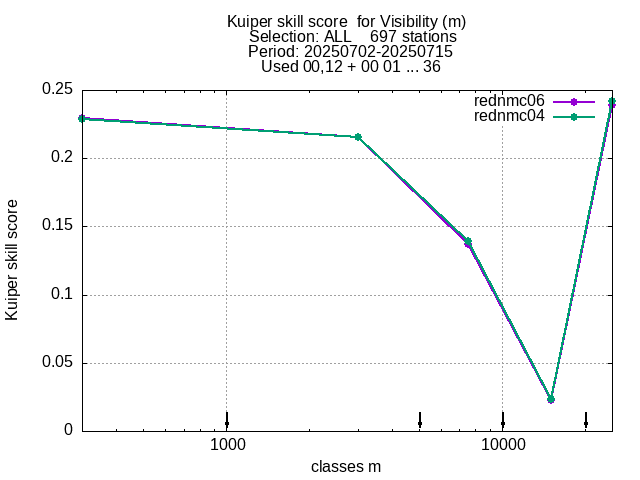 Kuiper skill score  for Visibility (m)
Selection: ALL    697 stations
Period: 20250702-20250715
Used 00,12 + 00 01 ... 36
rednmc06
rednmc04
Kuiper skill score
0.25
0.2
0.15
0.1
0.05
0
1000
10000
classes m